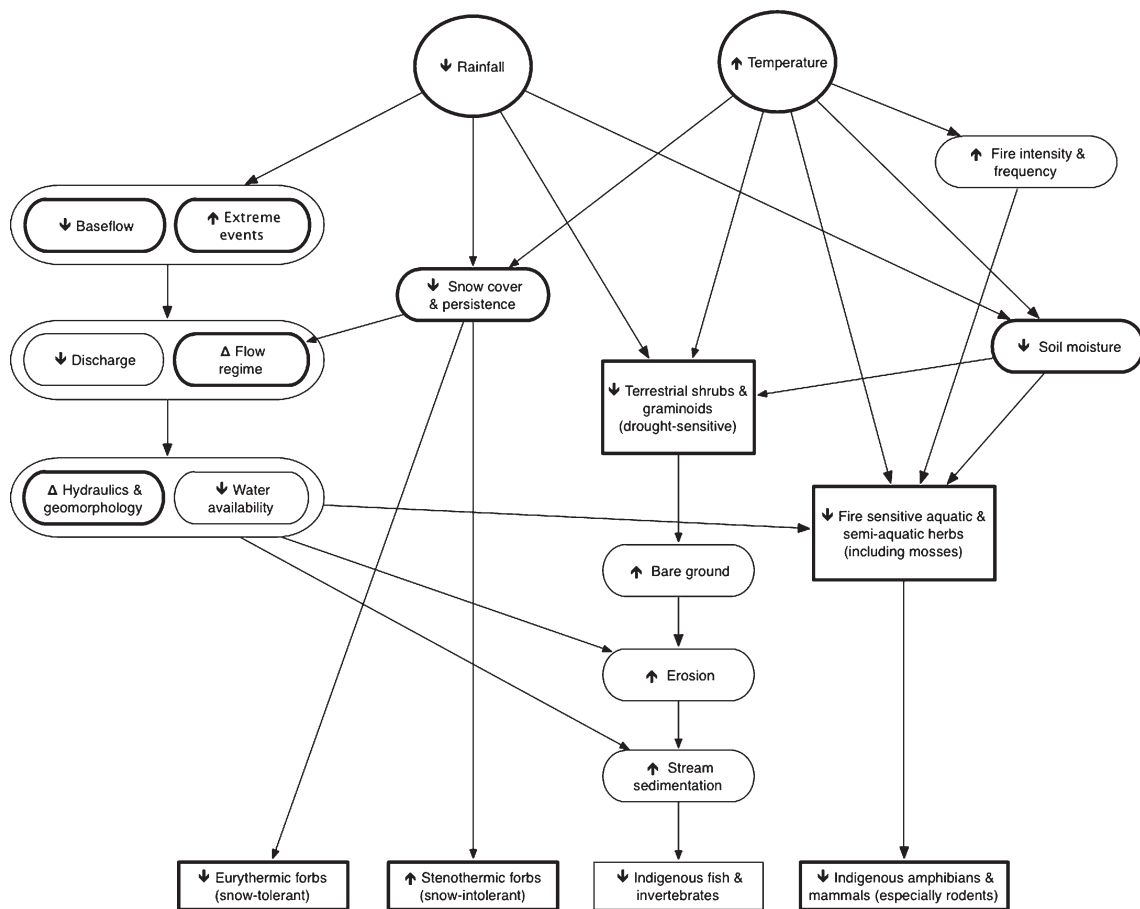 ↓ Rainfall
↑ Temperature
↑ Fire intensity &
frequency
↓ Baseflow
↑ Extreme
events
↓ Snow cover
& persistence
↓ Discharge
Δ Flow
regime
↓ Soil moisture
↓ Terrestrial shrubs &
graminoids
(drought-sensitive)
Δ Hydraulics &
geomorphology
↓ Water
availability
↓ Fire sensitive aquatic &
semi-aquatic herbs
(including mosses)
↑ Bare ground
↑ Erosion
↑ Stream
sedimentation
↓ Eurythermic forbs
(snow-tolerant)
↑ Stenothermic forbs
(snow-intolerant)
↓ Indigenous fish &
invertebrates
↓ Indigenous amphibians &
mammals (especially rodents)